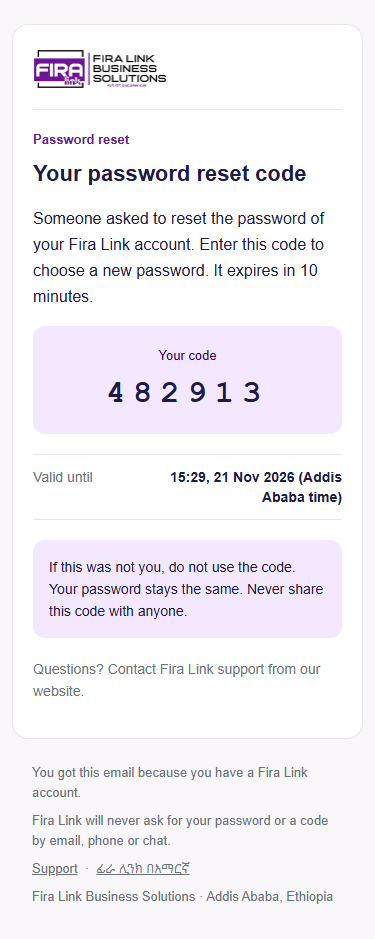 FIRA
link
FIRA LINK
BUSINESS
SOLUTIONS
Password reset
Your password reset code
Someone asked to reset the password of
your Fira Link account. Enter this code to
choose a new password. It expires in 10
minutes.
Your code
482913
Valid until
15:29, 21 Nov 2026 (Addis
Ababa time)
If this was not you, do not use the code.
Your password stays the same. Never share
this code with anyone.
Questions? Contact Fira Link support from our
website.
You got this email because you have a Fira Link
account.
Fira Link will never ask for your password or a code
by email, phone or chat.
Support · ፊራ ሊንክ በአማርኛ
Fira Link Business Solutions · Addis Ababa, Ethiopia